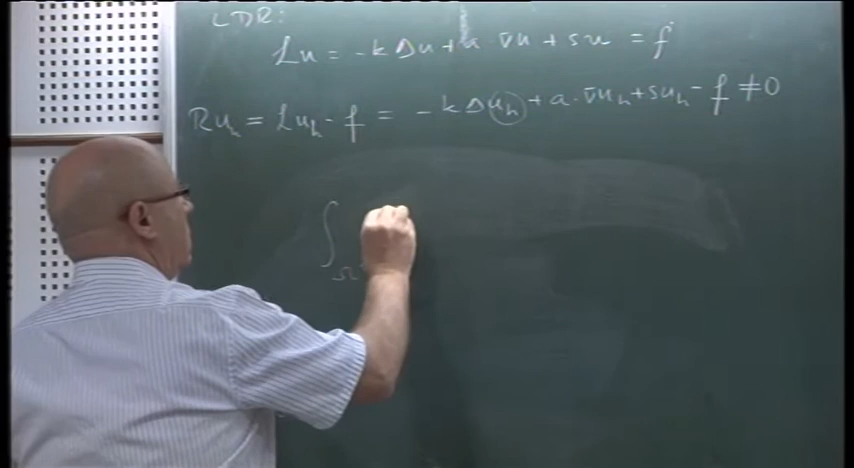 LDR:
ℒu = -kΔu + a·∇u + su = f
Ru_h = ℒu_h - f = -kΔu_h + a·∇u_h + su_h - f ≠ 0
∫_Ω